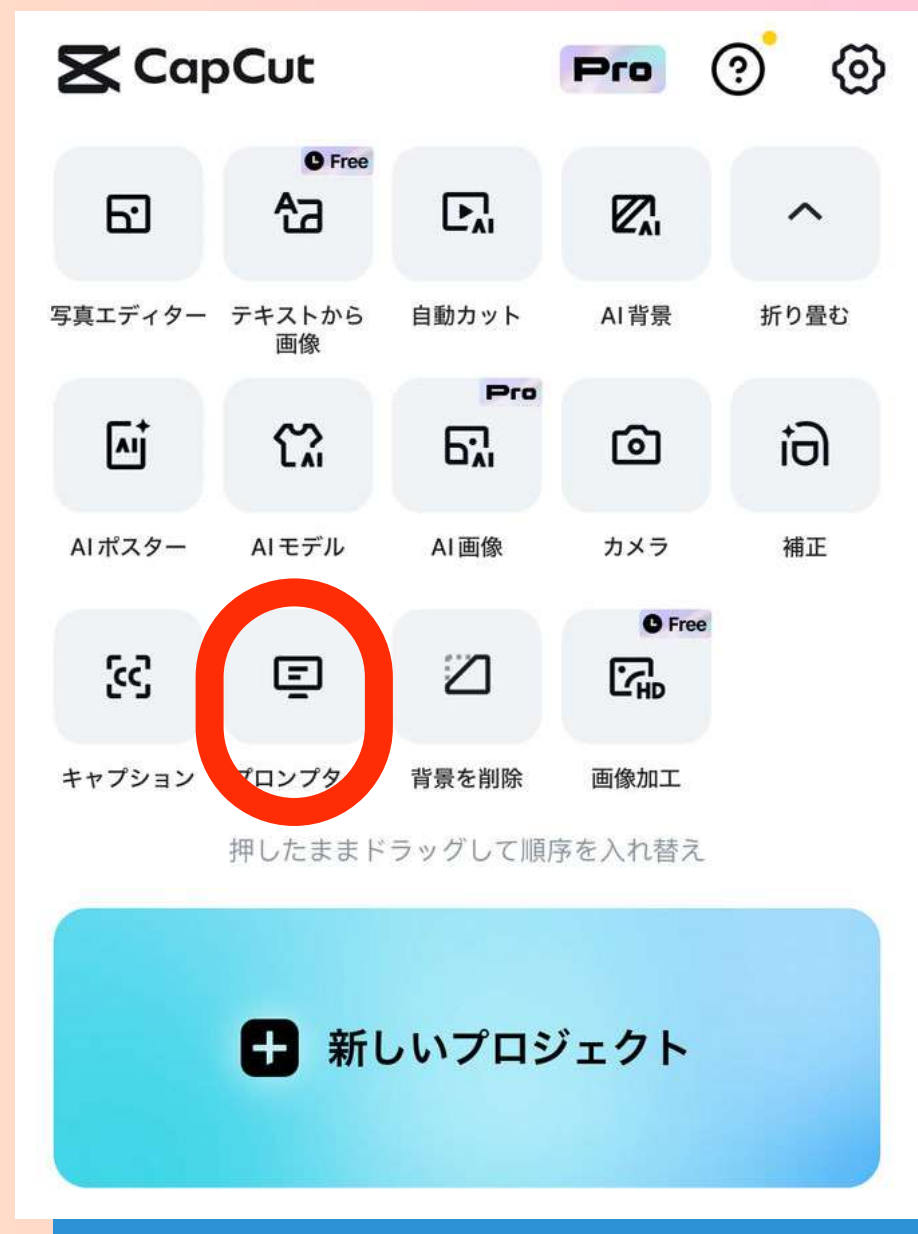 CapCut Pro
Free
写真エディター テキストから 自動カット AI背景 折り畳む
画像
Pro
AIポスター AIモデル AI画像 カメラ 補正
Free
キャプション プロンプタ 背景を削除 画像加工
押したままドラッグして順序を入れ替え
新しいプロジェクト